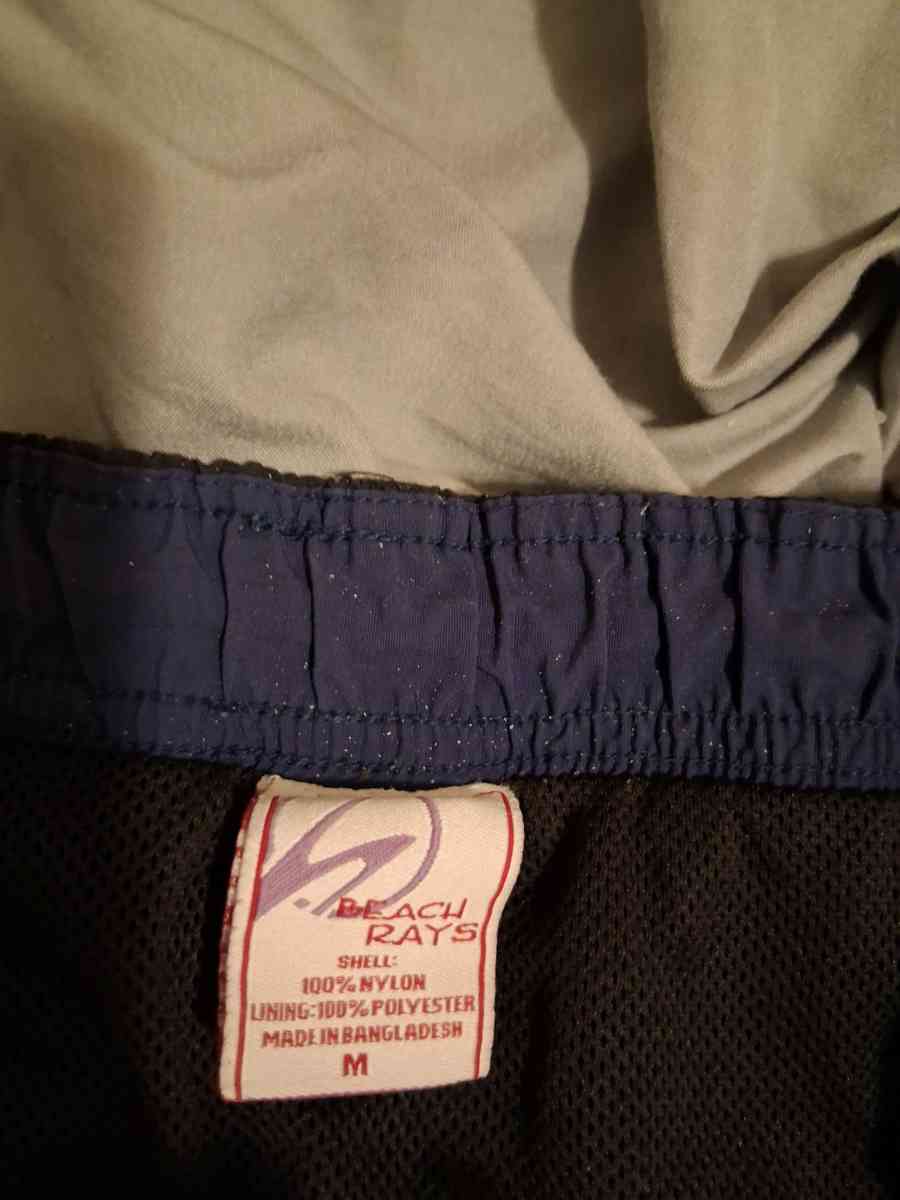 BEACH
RAYS
SHELL:
100% NYLON
LINING:100% POLYESTER
MADE IN BANGLADESH
M